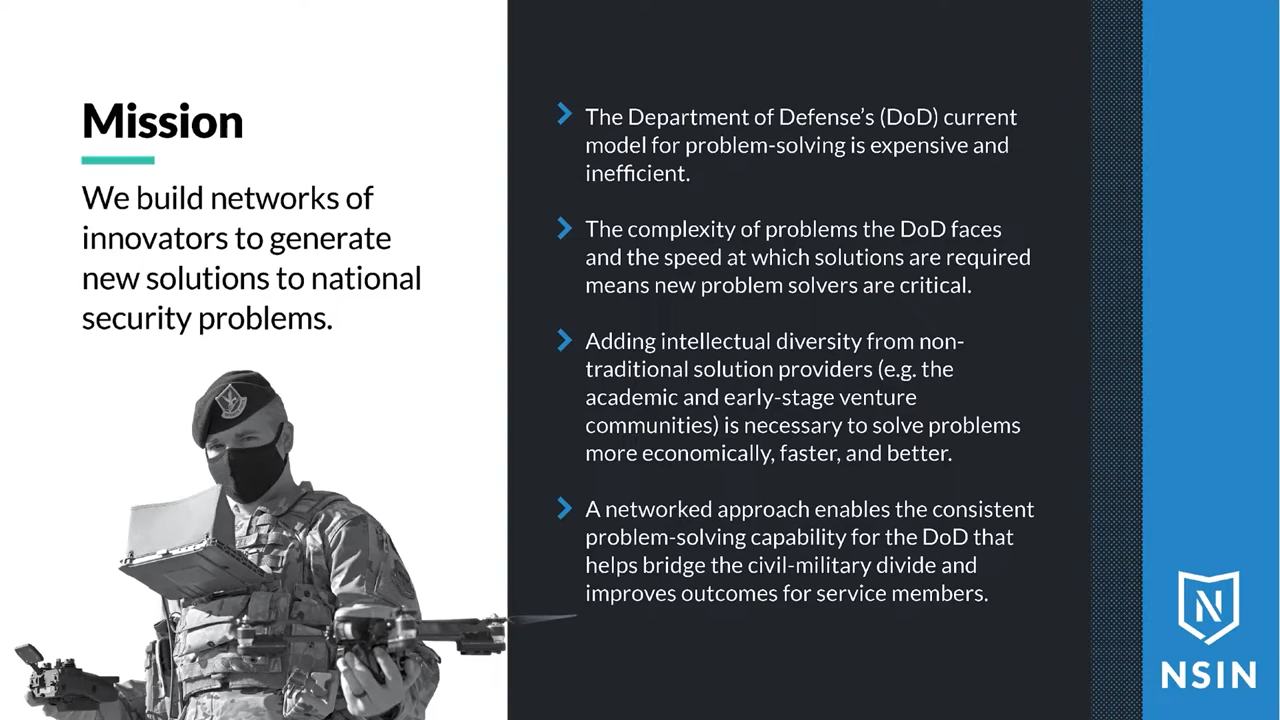 Mission
We build networks of
innovators to generate
new solutions to national
security problems.
The Department of Defense's (DoD) current
model for problem-solving is expensive and
inefficient.
The complexity of problems the DoD faces
and the speed at which solutions are required
means new problem solvers are critical.
Adding intellectual diversity from non-
traditional solution providers (e.g. the
academic and early-stage venture
communities) is necessary to solve problems
more economically, faster, and better.
A networked approach enables the consistent
problem-solving capability for the DoD that
helps bridge the civil-military divide and
improves outcomes for service members.
N
NSIN